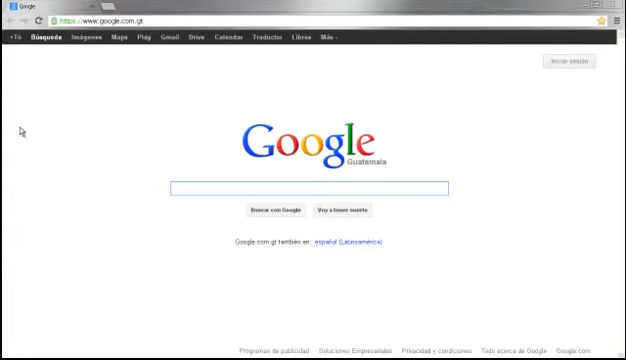 Google
https://www.google.com.gt
+Tú Búsqueda Imágenes Maps Play Gmail Drive Calendar Traductor Libros Más
Iniciar sesión
Google
Guatemala
Buscar con Google Voy a tener suerte
Google.com.gt también en: español (Latinoamérica)
Programas de publicidad Soluciones Empresariales Privacidad y condiciones Todo acerca de Google Google.com